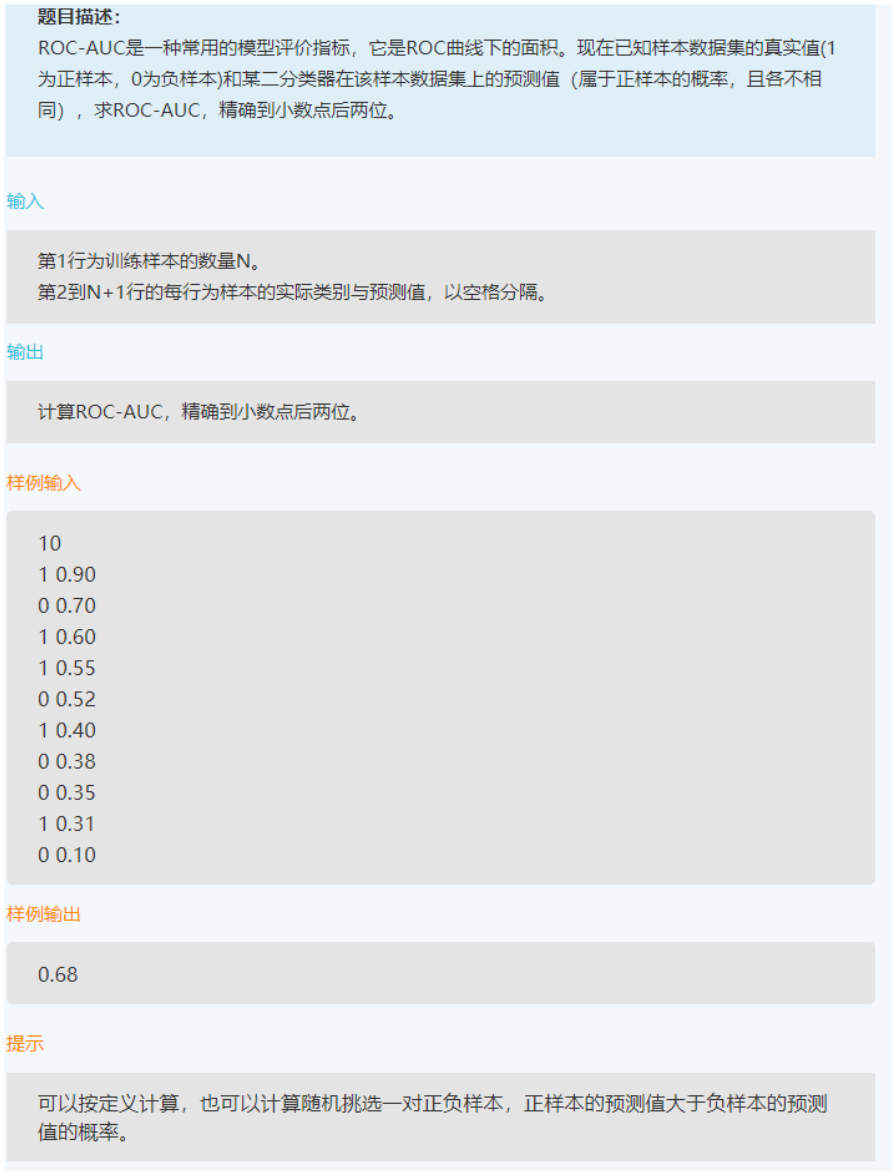 题目描述：
ROC-AUC是一种常用的模型评价指标，它是ROC曲线下的面积。现在已知样本数据集的真实值(1
为正样本，0为负样本)和某二分类器在该样本数据集上的预测值（属于正样本的概率，且各不相
同），求ROC-AUC，精确到小数点后两位。
输入
第1行为训练样本的数量N。
第2到N+1行的每行为样本的实际类别与预测值，以空格分隔。
输出
计算ROC-AUC，精确到小数点后两位。
样例输入
10
1 0.90
0 0.70
1 0.60
1 0.55
0 0.52
1 0.40
0 0.38
0 0.35
1 0.31
0 0.10
样例输出
0.68
提示
可以按定义计算，也可以计算随机挑选一对正负样本，正样本的预测值大于负样本的预测
值的概率。